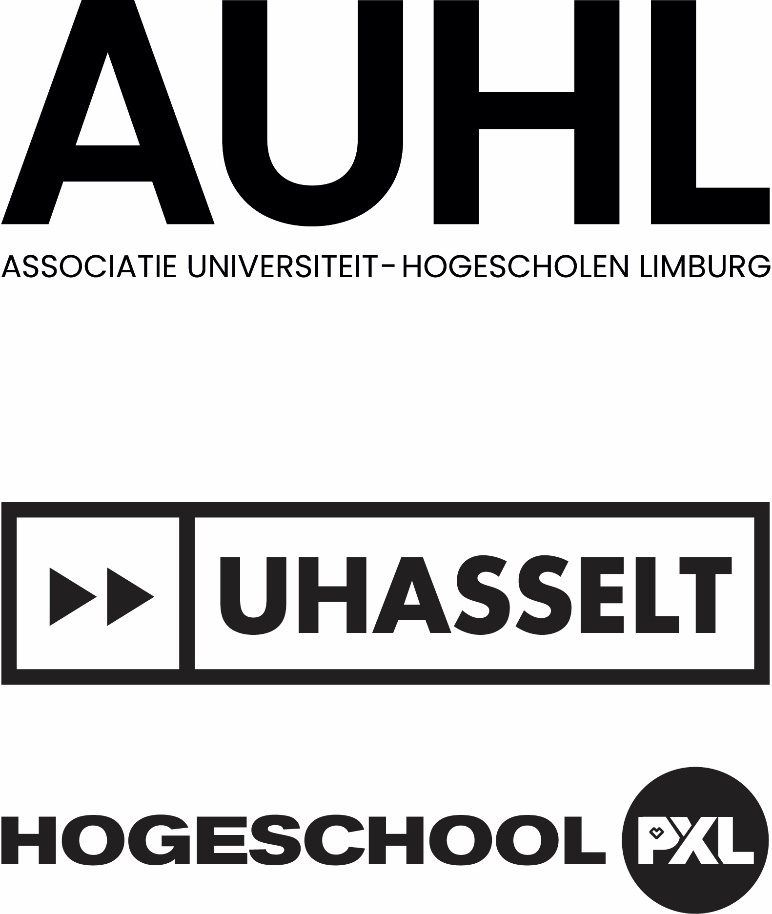 AUHL
ASSOCIATIE UNIVERSITEIT-HOGESCHOLEN LIMBURG
UHASSELT
HOGESCHOOL PXL